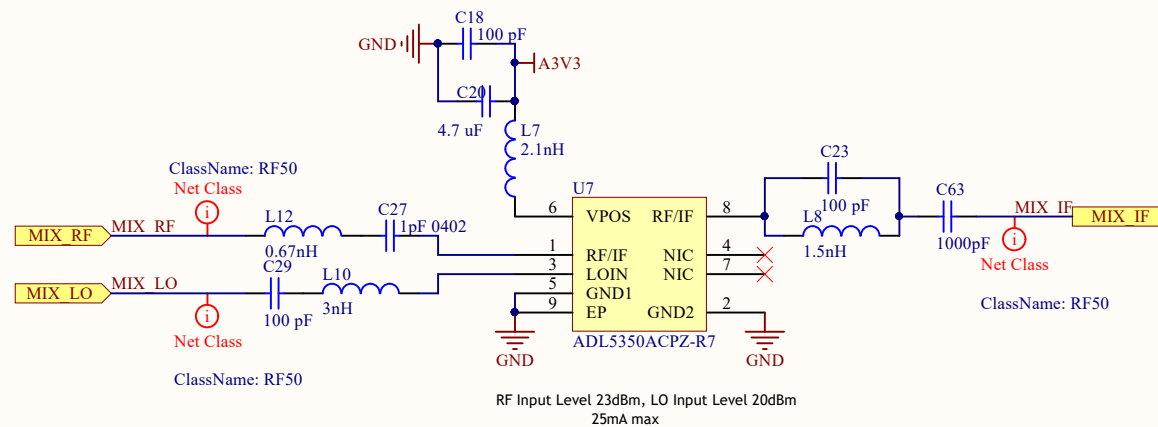 C18
100 pF
GND
A3V3
C20
4.7 uF
L7
2.1nH
ClassName: RF50
Net Class
i
MIX_RF
MIX_RF
L12
0.67nH
C27
1pF 0402
MIX_LO
MIX_LO
C29
100 pF
L10
3nH
i
Net Class
ClassName: RF50
U7
6 VPOS RF/IF 8
1 RF/IF NIC 4
3 LOIN NIC 7
5 GND1
9 EP GND2 2
ADL5350ACPZ-R7
GND
GND
C23
100 pF
L8
1.5nH
C63
1000pF
MIX_IF
MIX_IF
i
Net Class
ClassName: RF50
RF Input Level 23dBm, LO Input Level 20dBm
25mA max